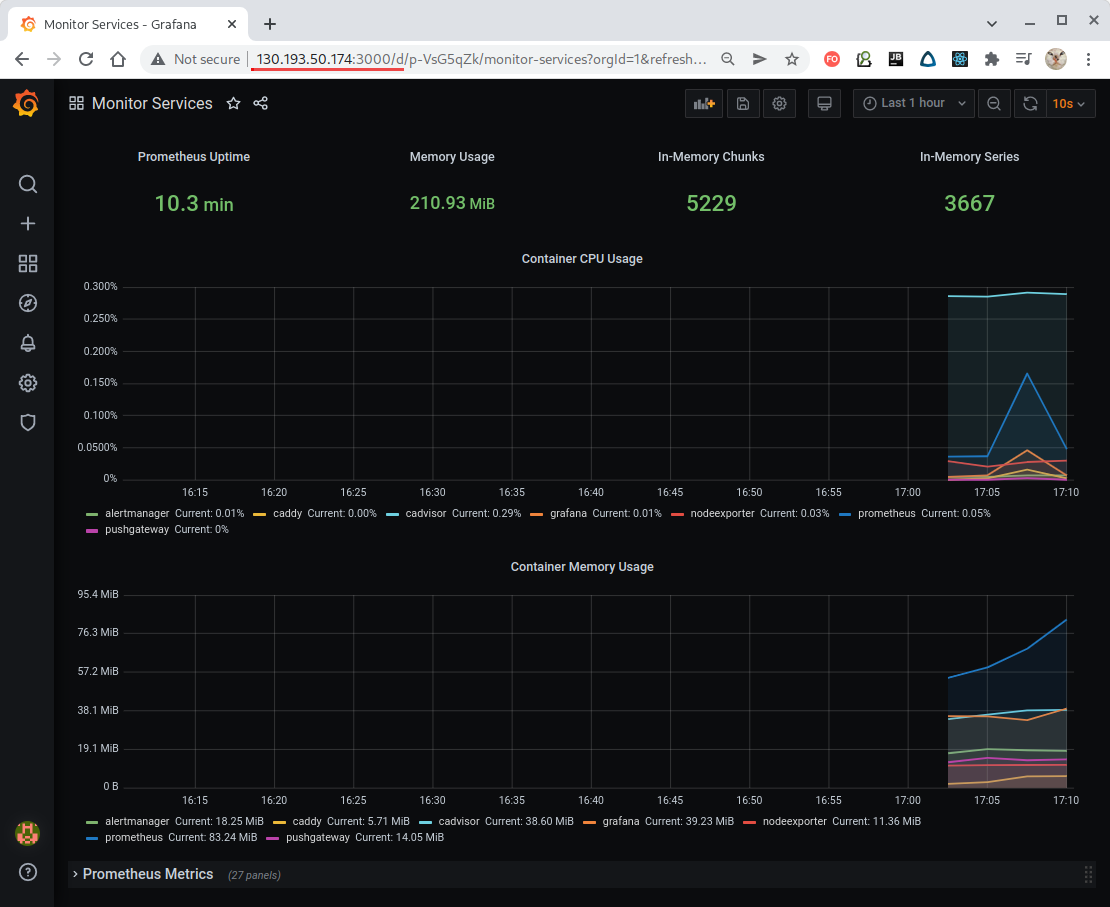 Monitor Services - Grafana
Not secure 130.193.50.174:3000/d/p-VsG5qZk/monitor-services?orgId=1&refresh...
FO JB
Monitor Services
Last 1 hour 10s
Prometheus Uptime Memory Usage In-Memory Chunks In-Memory Series
10.3 min 210.93 MiB 5229 3667
Container CPU Usage
0.300%
0.250%
0.200%
0.150%
0.100%
0.0500%
0%
16:15 16:20 16:25 16:30 16:35 16:40 16:45 16:50 16:55 17:00 17:05 17:10
alertmanager Current: 0.01% caddy Current: 0.00% cadvisor Current: 0.29% grafana Current: 0.01% nodeexporter Current: 0.03% prometheus Current: 0.05%
pushgateway Current: 0%
Container Memory Usage
95.4 MiB
76.3 MiB
57.2 MiB
38.1 MiB
19.1 MiB
0 B
16:15 16:20 16:25 16:30 16:35 16:40 16:45 16:50 16:55 17:00 17:05 17:10
alertmanager Current: 18.25 MiB caddy Current: 5.71 MiB cadvisor Current: 38.60 MiB grafana Current: 39.23 MiB nodeexporter Current: 11.36 MiB
prometheus Current: 83.24 MiB pushgateway Current: 14.05 MiB
Prometheus Metrics (27 panels)